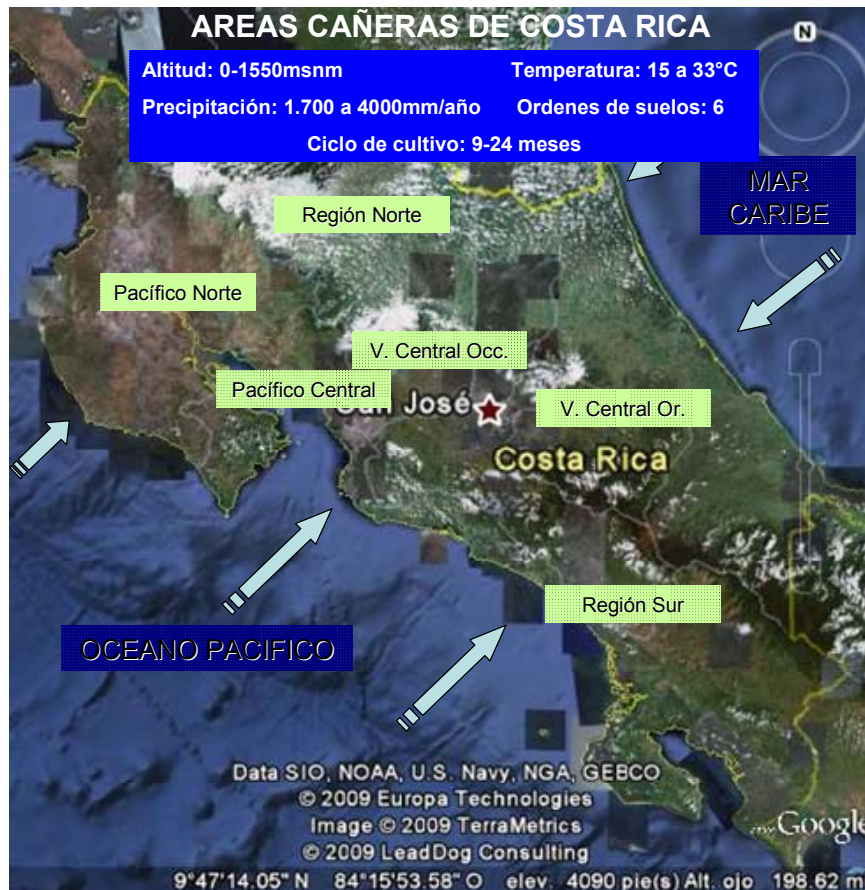 AREAS CAÑERAS DE COSTA RICA
N
Altitud: 0-1550msnm Temperatura: 15 a 33°C
Precipitación: 1.700 a 4000mm/año Ordenes de suelos: 6
Ciclo de cultivo: 9-24 meses
MAR
CARIBE
Región Norte
Pacífico Norte
V. Central Occ.
Pacífico Central
San José
V. Central Or.
Costa Rica
Región Sur
OCEANO PACIFICO
Data SIO, NOAA, U.S. Navy, NGA, GEBCO
© 2009 Europa Technologies
Image © 2009 TerraMetrics
© 2009 LeadDog Consulting
my Google
9°47'14.05" N 84°15'53.58" O elev. 4090 pie(s) Alt. ojo 198.62 m